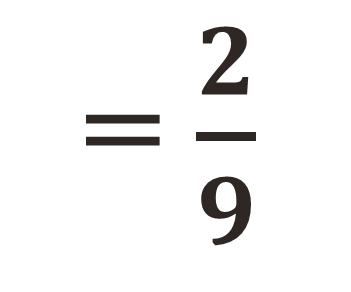 = 2/9